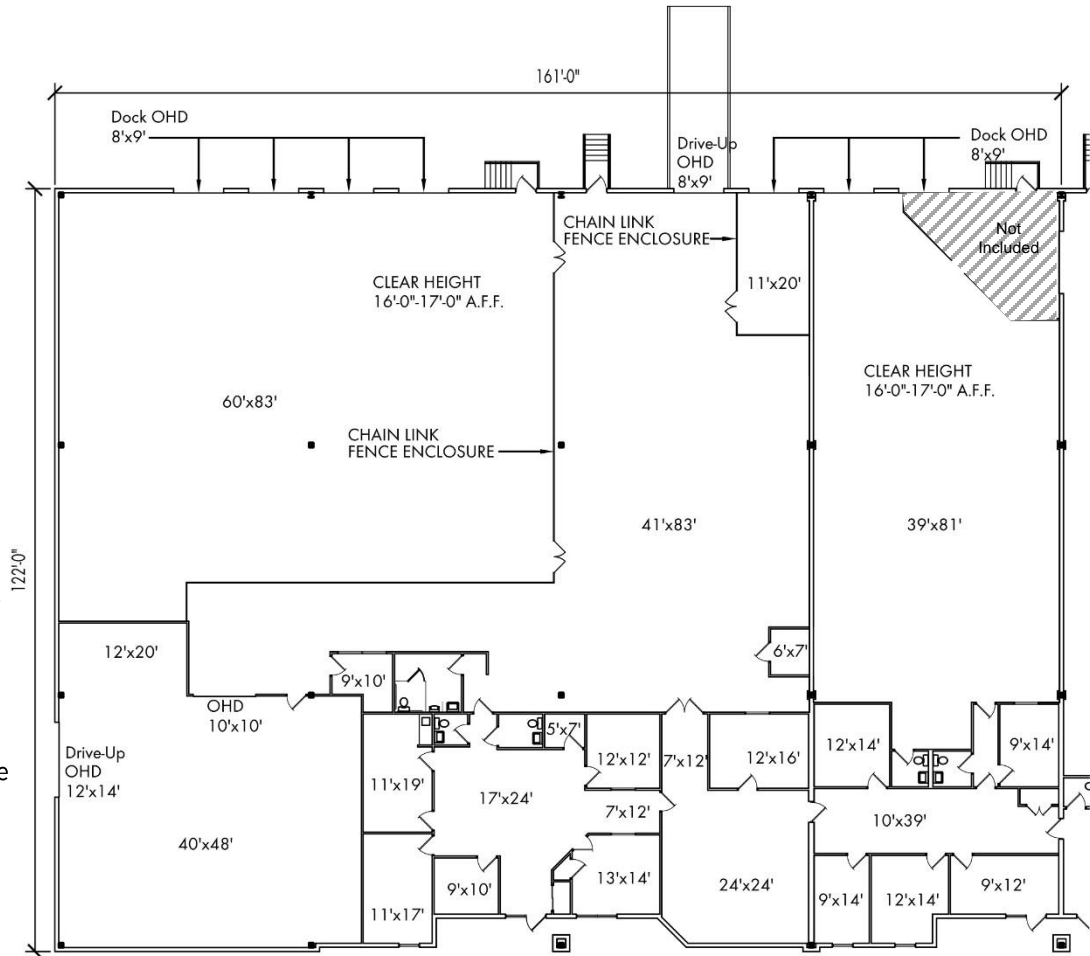 161'-0"
Dock OHD
8'x9'
Drive-Up
OHD
8'x9'
Dock OHD
8'x9'
CHAIN LINK
FENCE ENCLOSURE
Not
Included
CLEAR HEIGHT
16'-0"-17'-0" A.F.F.
11'x20'
CLEAR HEIGHT
16'-0"-17'-0" A.F.F.
60'x83'
CHAIN LINK
FENCE ENCLOSURE
41'x83'
39'x81'
122'-0"
12'x20'
9'x10'
6'x7'
OHD
10'x10'
Drive-Up
OHD
12'x14'
5'x7'
12'x12'
7'x12'
12'x16'
12'x14'
9'x14'
e
11'x19'
17'x24'
7'x12'
10'x39'
40'x48'
9'x10'
13'x14'
24'x24'
9'x14'
12'x14'
9'x12'
11'x17'